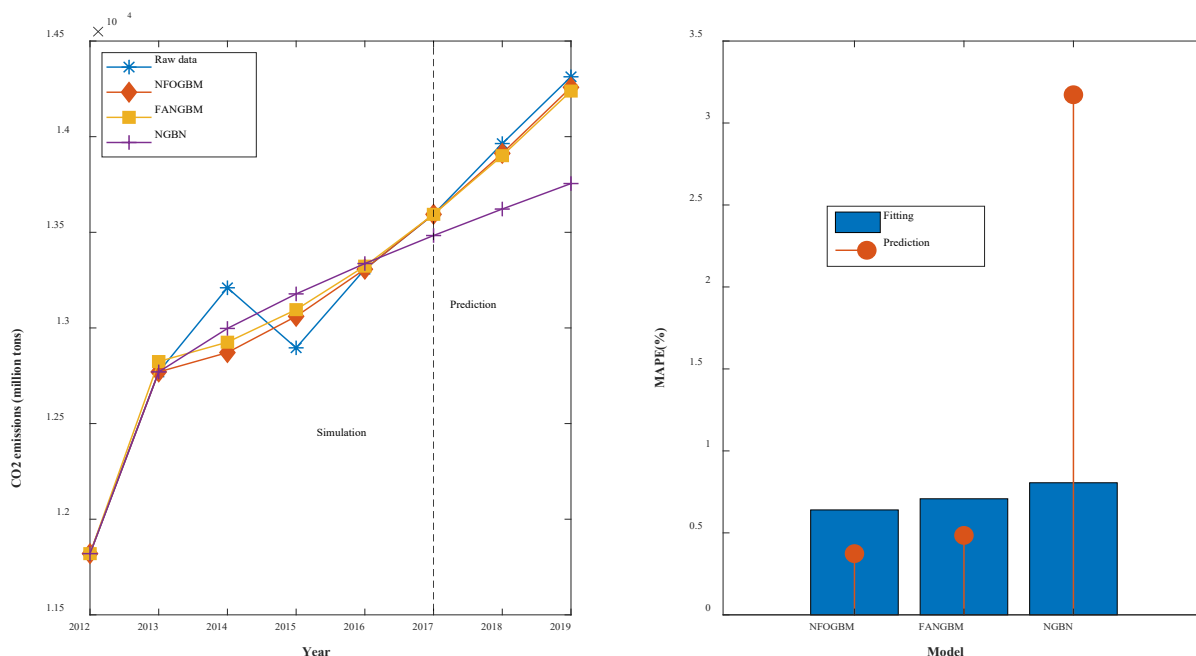 × 10 4
1.45
1.4
1.35
1.3
1.25
1.2
1.15
CO2 emissions (million tons)
Raw data
NFOGBM
FANGBM
NGBN
Prediction
Simulation
2012 2013 2014 2015 2016 2017 2018 2019
Year
3.5
3
2.5
2
1.5
1
0.5
0
MAPE(%)
Fitting
Prediction
NFOGBM FANGBM NGBN
Model